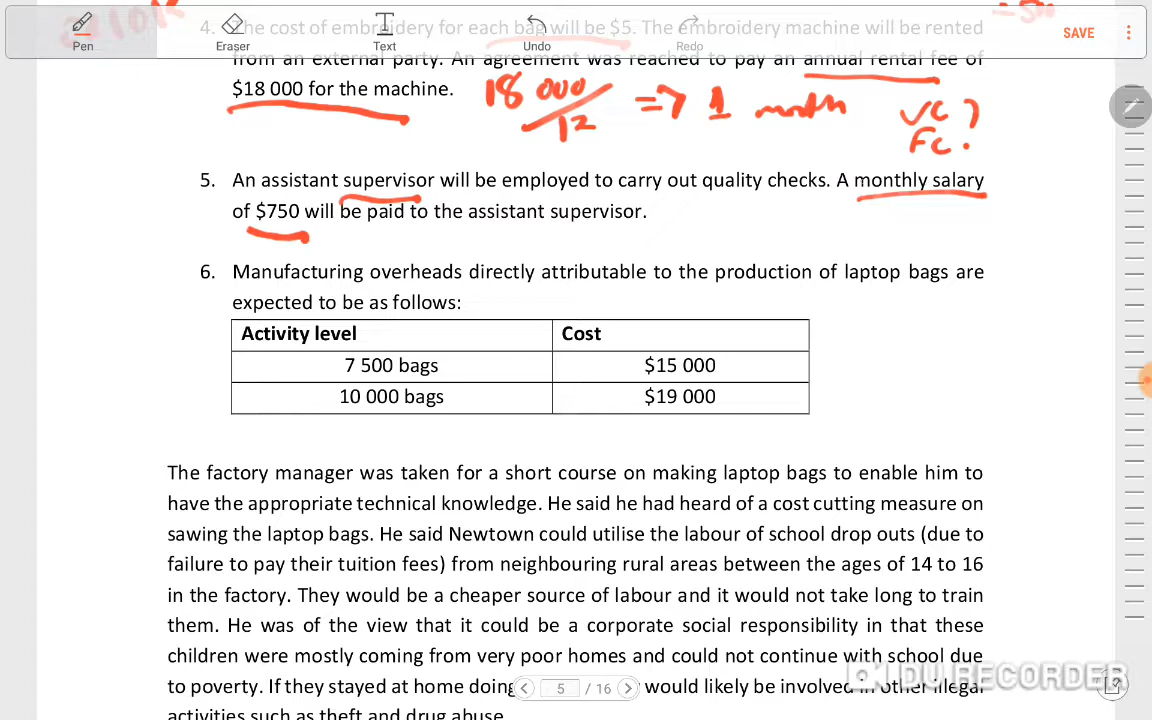 4. The cost of embroidery for each bag will be $5. The embroidery machine will be rented
Pen
Eraser
Text
Undo
Redo
SAVE
from an external party. An agreement was reached to pay an annual rental fee of
$18 000 for the machine.
18 000/12 => 1 month
VC ?
FC .
5. An assistant supervisor will be employed to carry out quality checks. A monthly salary
of $750 will be paid to the assistant supervisor.
6. Manufacturing overheads directly attributable to the production of laptop bags are
expected to be as follows:
Activity level Cost
7 500 bags $15 000
10 000 bags $19 000
The factory manager was taken for a short course on making laptop bags to enable him to
have the appropriate technical knowledge. He said he had heard of a cost cutting measure on
sawing the laptop bags. He said Newtown could utilise the labour of school drop outs (due to
failure to pay their tuition fees) from neighbouring rural areas between the ages of 14 to 16
in the factory. They would be a cheaper source of labour and it would not take long to train
them. He was of the view that it could be a corporate social responsibility in that these
children were mostly coming from very poor homes and could not continue with school due
to poverty. If they stayed at home doing would likely be involved in other illegal
< 5 / 16 >
DU RECORDER
activities such as theft and drug abuse.